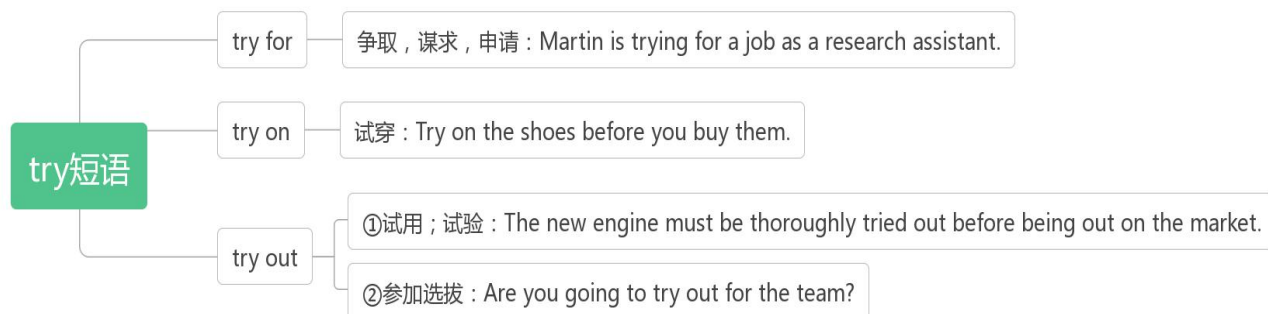 try短语
try for
争取，谋求，申请：Martin is trying for a job as a research assistant.
try on
试穿：Try on the shoes before you buy them.
try out
①试用；试验：The new engine must be thoroughly tried out before being out on the market.
②参加选拔：Are you going to try out for the team?